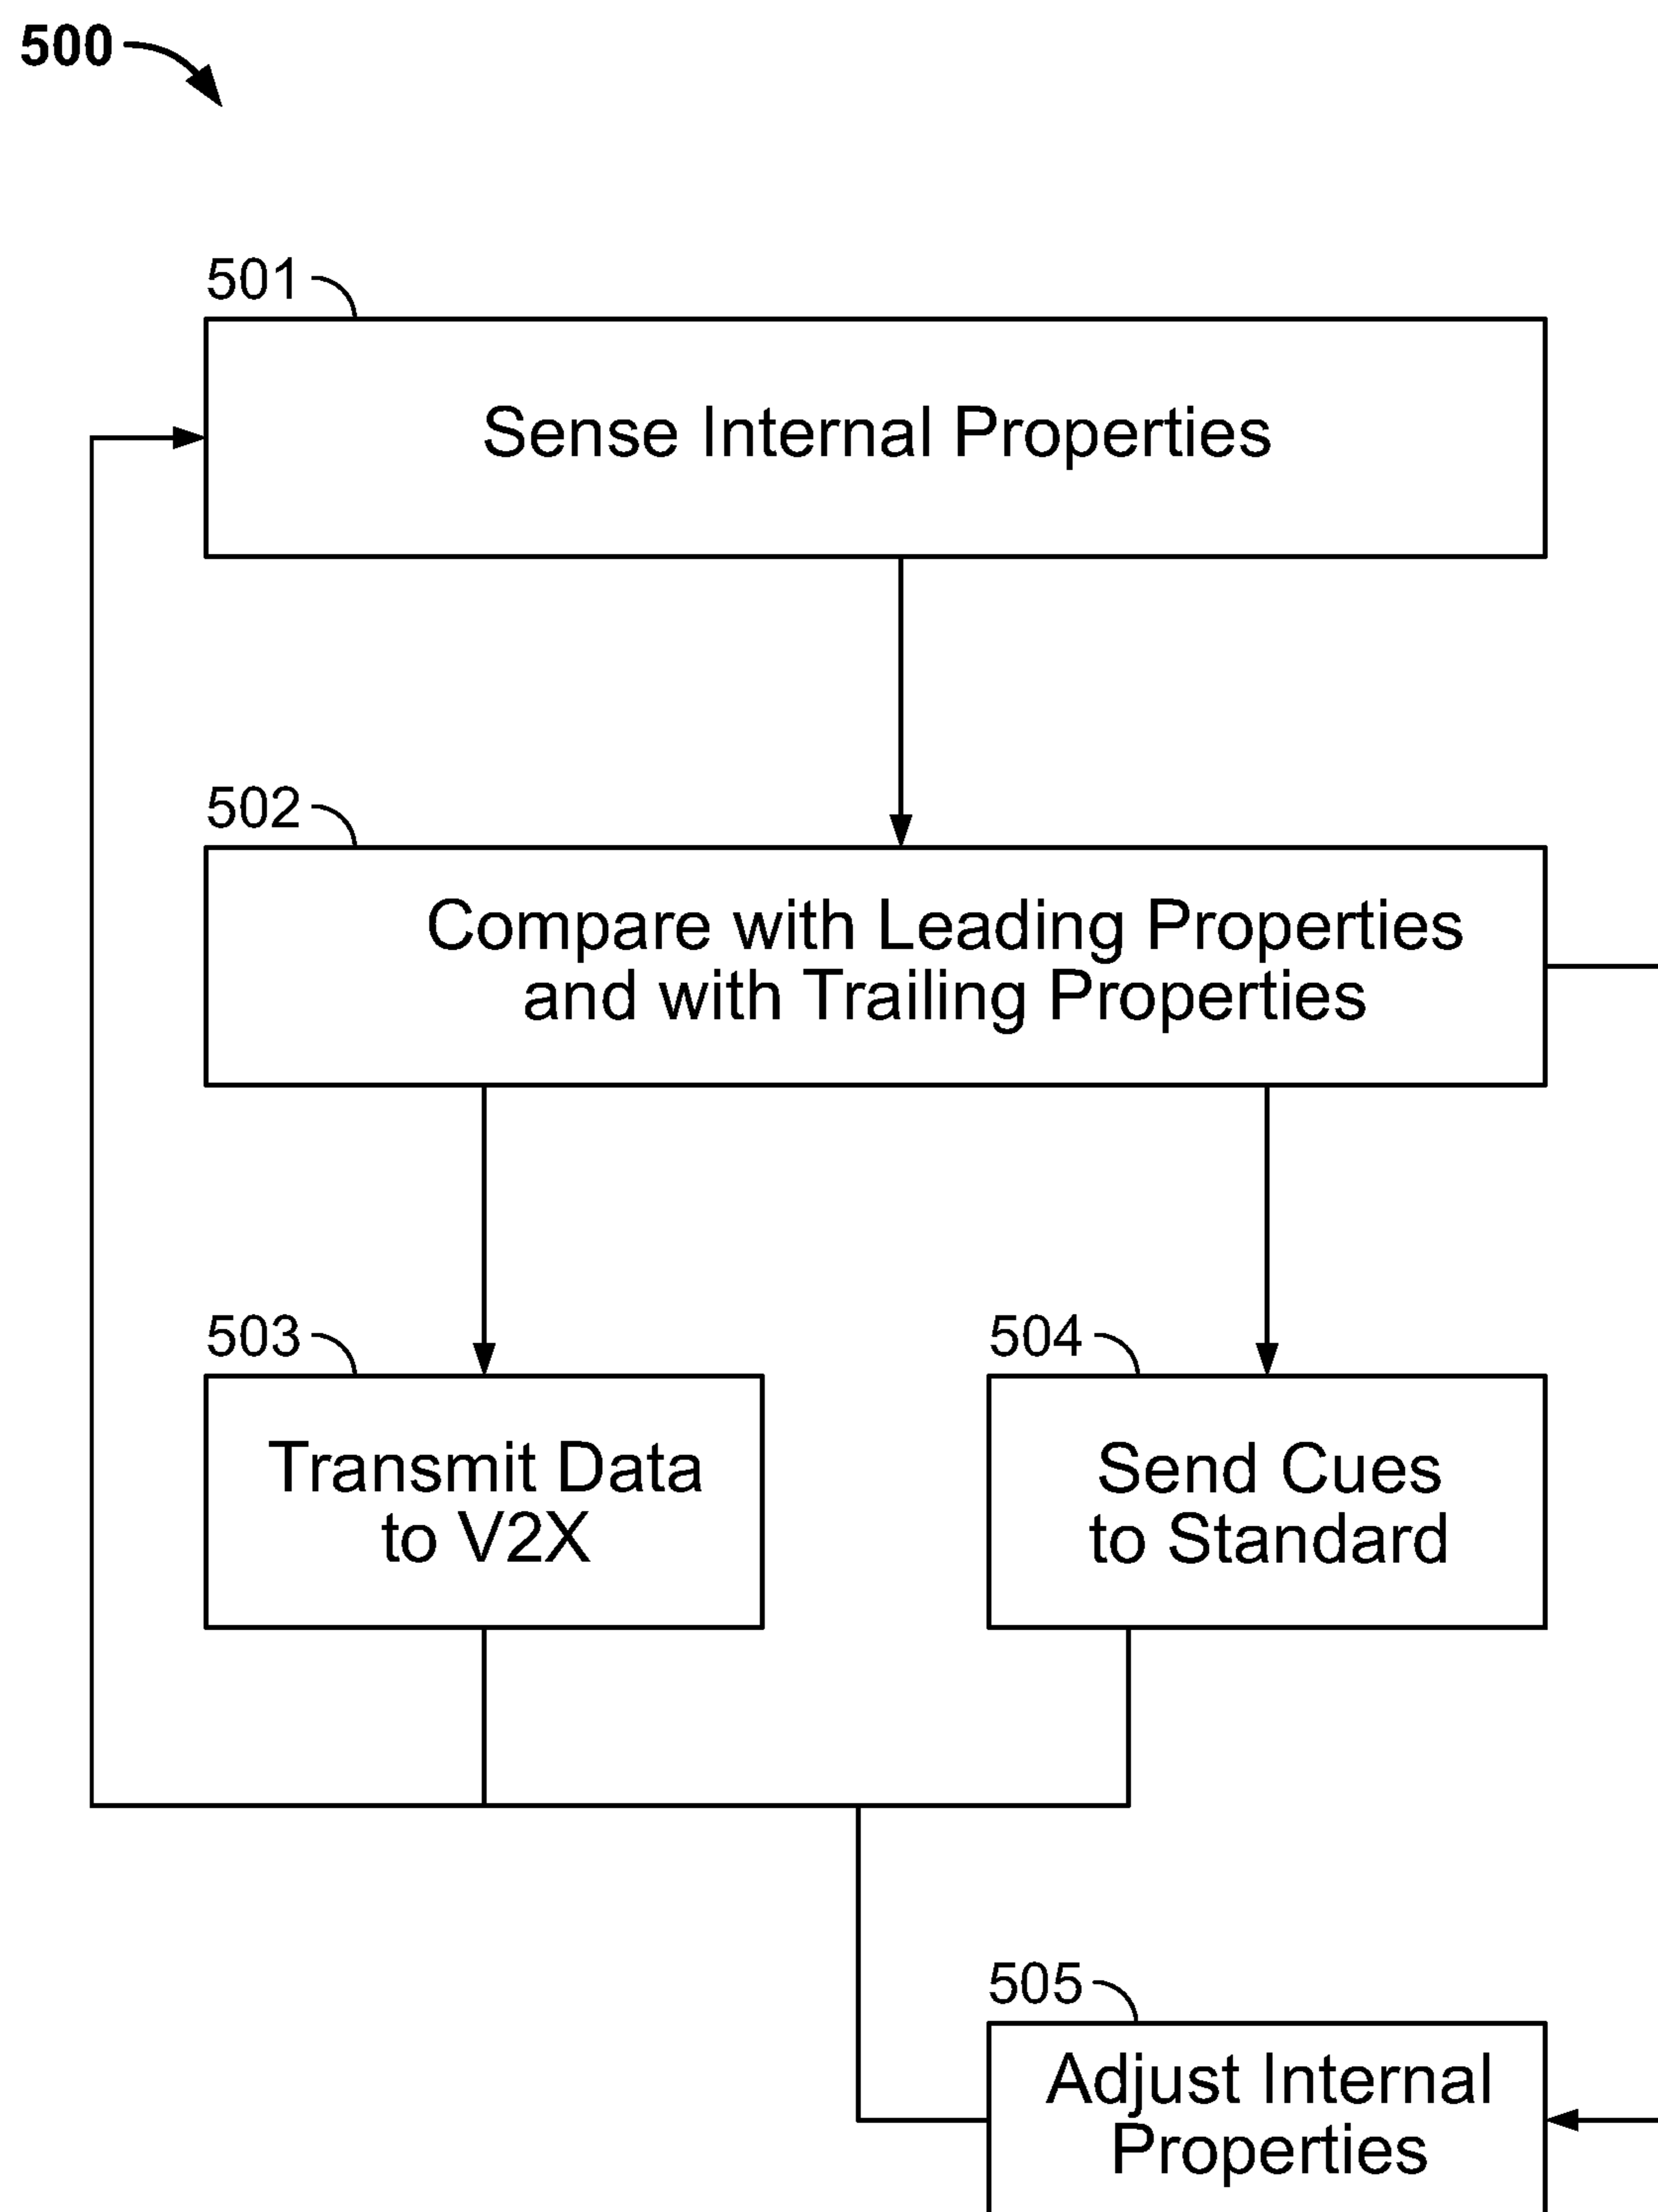 500
501
Sense Internal Properties
502
Compare with Leading Properties
and with Trailing Properties
503
Transmit Data
to V2X
504
Send Cues
to Standard
505
Adjust Internal
Properties